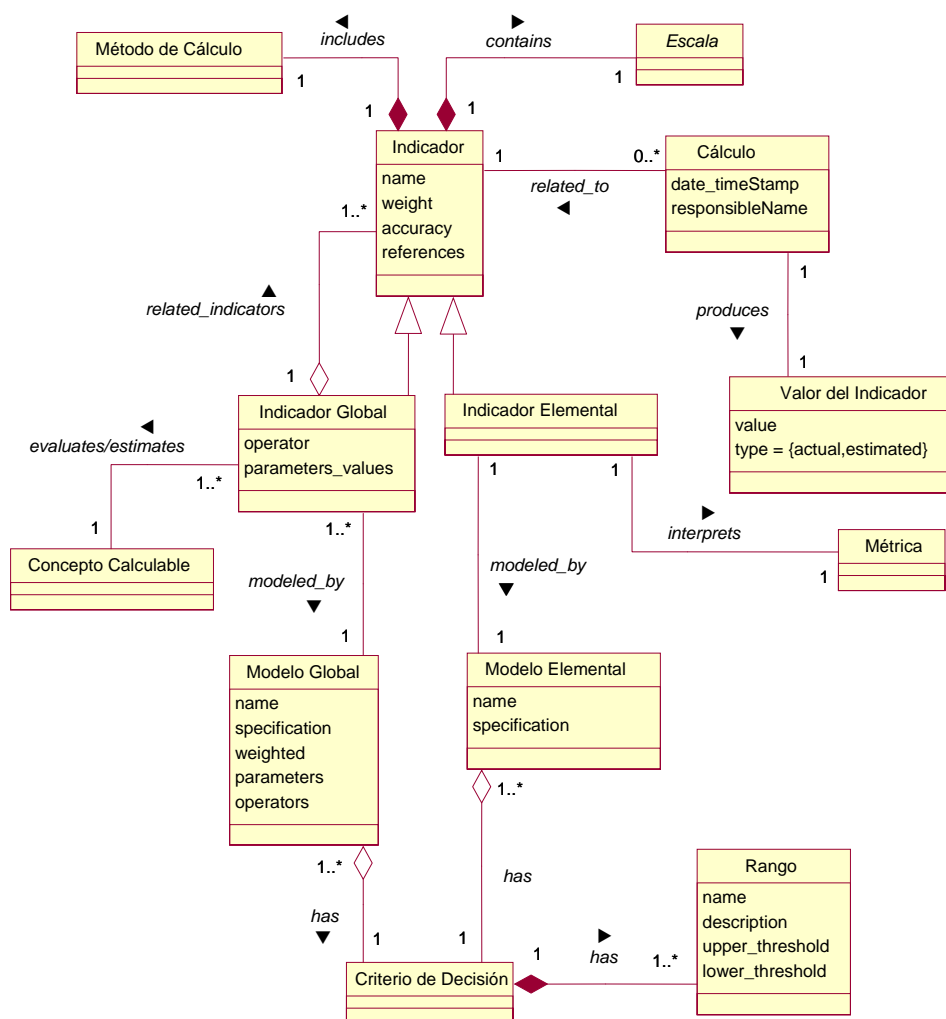 Método de Cálculo
includes
contains
Escala
1
1
1
1
Indicador
name
weight
accuracy
references
1
0..*
related_to
Cálculo
date_timeStamp
responsibleName
1..*
related_indicators
1
1
produces
1
Valor del Indicador
value
type = {actual,estimated}
Indicador Global
operator
parameters_values
Indicador Elemental
evaluates/estimates
1..*
1
Concepto Calculable
1..*
modeled_by
1
1
modeled_by
1
1
interprets
1
Métrica
Modelo Global
name
specification
weighted
parameters
operators
Modelo Elemental
name
specification
1..*
has
1
1..*
has
1
Criterio de Decisión
1
has
1..*
Rango
name
description
upper_threshold
lower_threshold